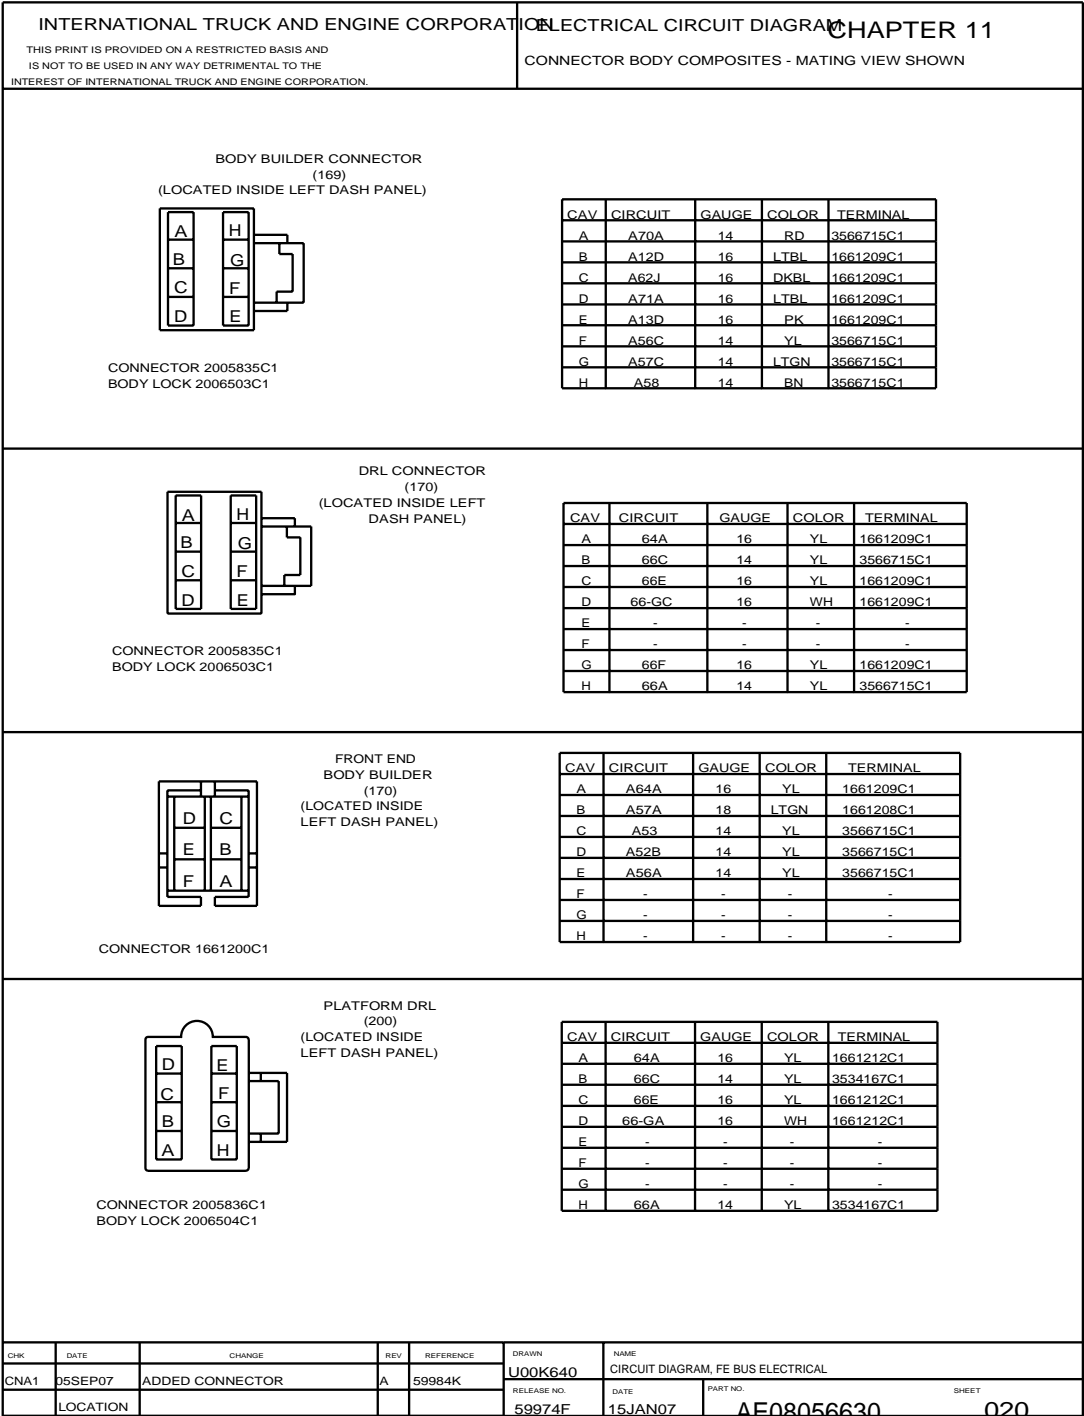 INTERNATIONAL TRUCK AND ENGINE CORPORATION
THIS PRINT IS PROVIDED ON A RESTRICTED BASIS AND
IS NOT TO BE USED IN ANY WAY DETRIMENTAL TO THE
INTEREST OF INTERNATIONAL TRUCK AND ENGINE CORPORATION.
ELECTRICAL CIRCUIT DIAGRAM CHAPTER 11
CONNECTOR BODY COMPOSITES - MATING VIEW SHOWN
BODY BUILDER CONNECTOR
(169)
(LOCATED INSIDE LEFT DASH PANEL)
A H
B G
C F
D E
CONNECTOR 2005835C1
BODY LOCK 2006503C1
CAV CIRCUIT GAUGE COLOR TERMINAL
A A70A 14 RD 3566715C1
B A12D 16 LTBL 1661209C1
C A62J 16 DKBL 1661209C1
D A71A 16 LTBL 1661209C1
E A13D 16 PK 1661209C1
F A56C 14 YL 3566715C1
G A57C 14 LTGN 3566715C1
H A58 14 BN 3566715C1
DRL CONNECTOR
(170)
(LOCATED INSIDE LEFT
DASH PANEL)
A H
B G
C F
D E
CONNECTOR 2005835C1
BODY LOCK 2006503C1
CAV CIRCUIT GAUGE COLOR TERMINAL
A 64A 16 YL 1661209C1
B 66C 14 YL 3566715C1
C 66E 16 YL 1661209C1
D 66-GC 16 WH 1661209C1
E - - - -
F - - - -
G 66F 16 YL 1661209C1
H 66A 14 YL 3566715C1
FRONT END
BODY BUILDER
(170)
(LOCATED INSIDE
LEFT DASH PANEL)
D C
E B
F A
CONNECTOR 1661200C1
CAV CIRCUIT GAUGE COLOR TERMINAL
A A64A 16 YL 1661209C1
B A57A 18 LTGN 1661208C1
C A53 14 YL 3566715C1
D A52B 14 YL 3566715C1
E A56A 14 YL 3566715C1
F - - - -
G - - - -
H - - - -
PLATFORM DRL
(200)
(LOCATED INSIDE
LEFT DASH PANEL)
D E
C F
B G
A H
CONNECTOR 2005836C1
BODY LOCK 2006504C1
CAV CIRCUIT GAUGE COLOR TERMINAL
A 64A 16 YL 1661212C1
B 66C 14 YL 3534167C1
C 66E 16 YL 1661212C1
D 66-GA 16 WH 1661212C1
E - - - -
F - - - -
G - - - -
H 66A 14 YL 3534167C1
CHK DATE CHANGE REV REFERENCE
CNA1 05SEP07 ADDED CONNECTOR A 59984K
LOCATION
DRAWN
U00K640
NAME
CIRCUIT DIAGRAM, FE BUS ELECTRICAL
RELEASE NO.
59974F
DATE
15JAN07
PART NO.
AE08056630
SHEET
020